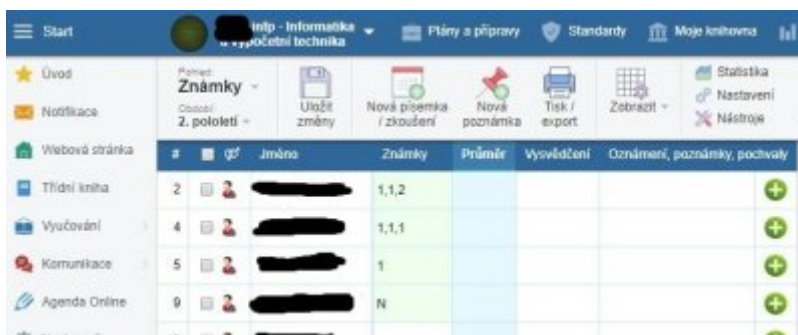 Start
intp - Informatika
a výpočetní technika
Plány a přípravy
Standardy
Moje knihovna
Úvod
Notifikace
Webová stránka
Třídní kniha
Vyučování
Komunikace
Agenda Online
Pohled:
Známky
Období:
2. pololetí
Uložit
změny
Nová písemka
/ zkoušení
Nová
poznámka
Tisk /
export
Zobrazit
Statistika
Nastavení
Nástroje
# Jméno Známky Průměr Vysvědčení Oznámení, poznámky, pochvaly
2 1,1,2
4 1,1,1
5 1
9 N